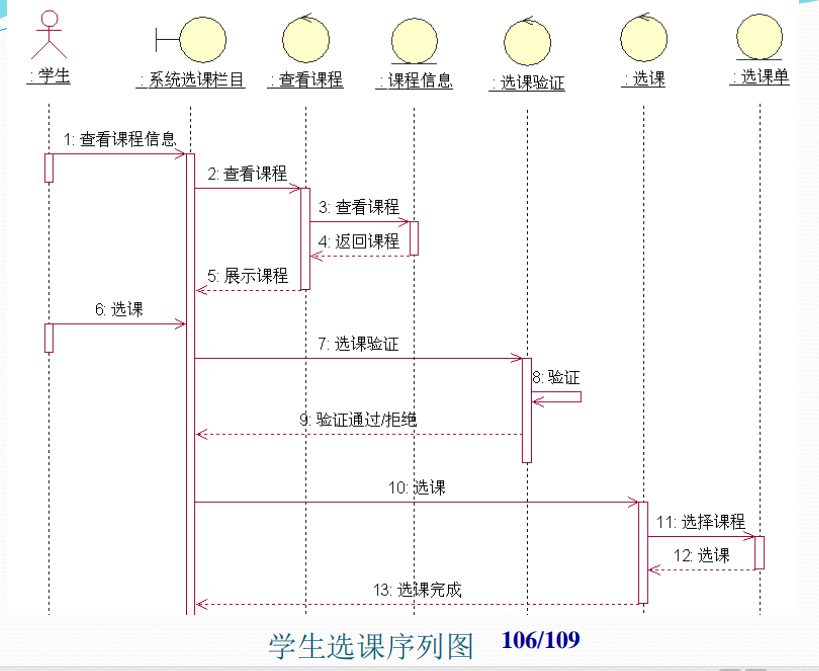 : 学生
: 系统选课栏目
: 查看课程
: 课程信息
: 选课验证
: 选课
: 选课单
1: 查看课程信息
2: 查看课程
3: 查看课程
4: 返回课程
5: 展示课程
6: 选课
7: 选课验证
8: 验证
9: 验证通过/拒绝
10: 选课
11: 选择课程
12: 选课
13: 选课完成
学生选课序列图
106/109